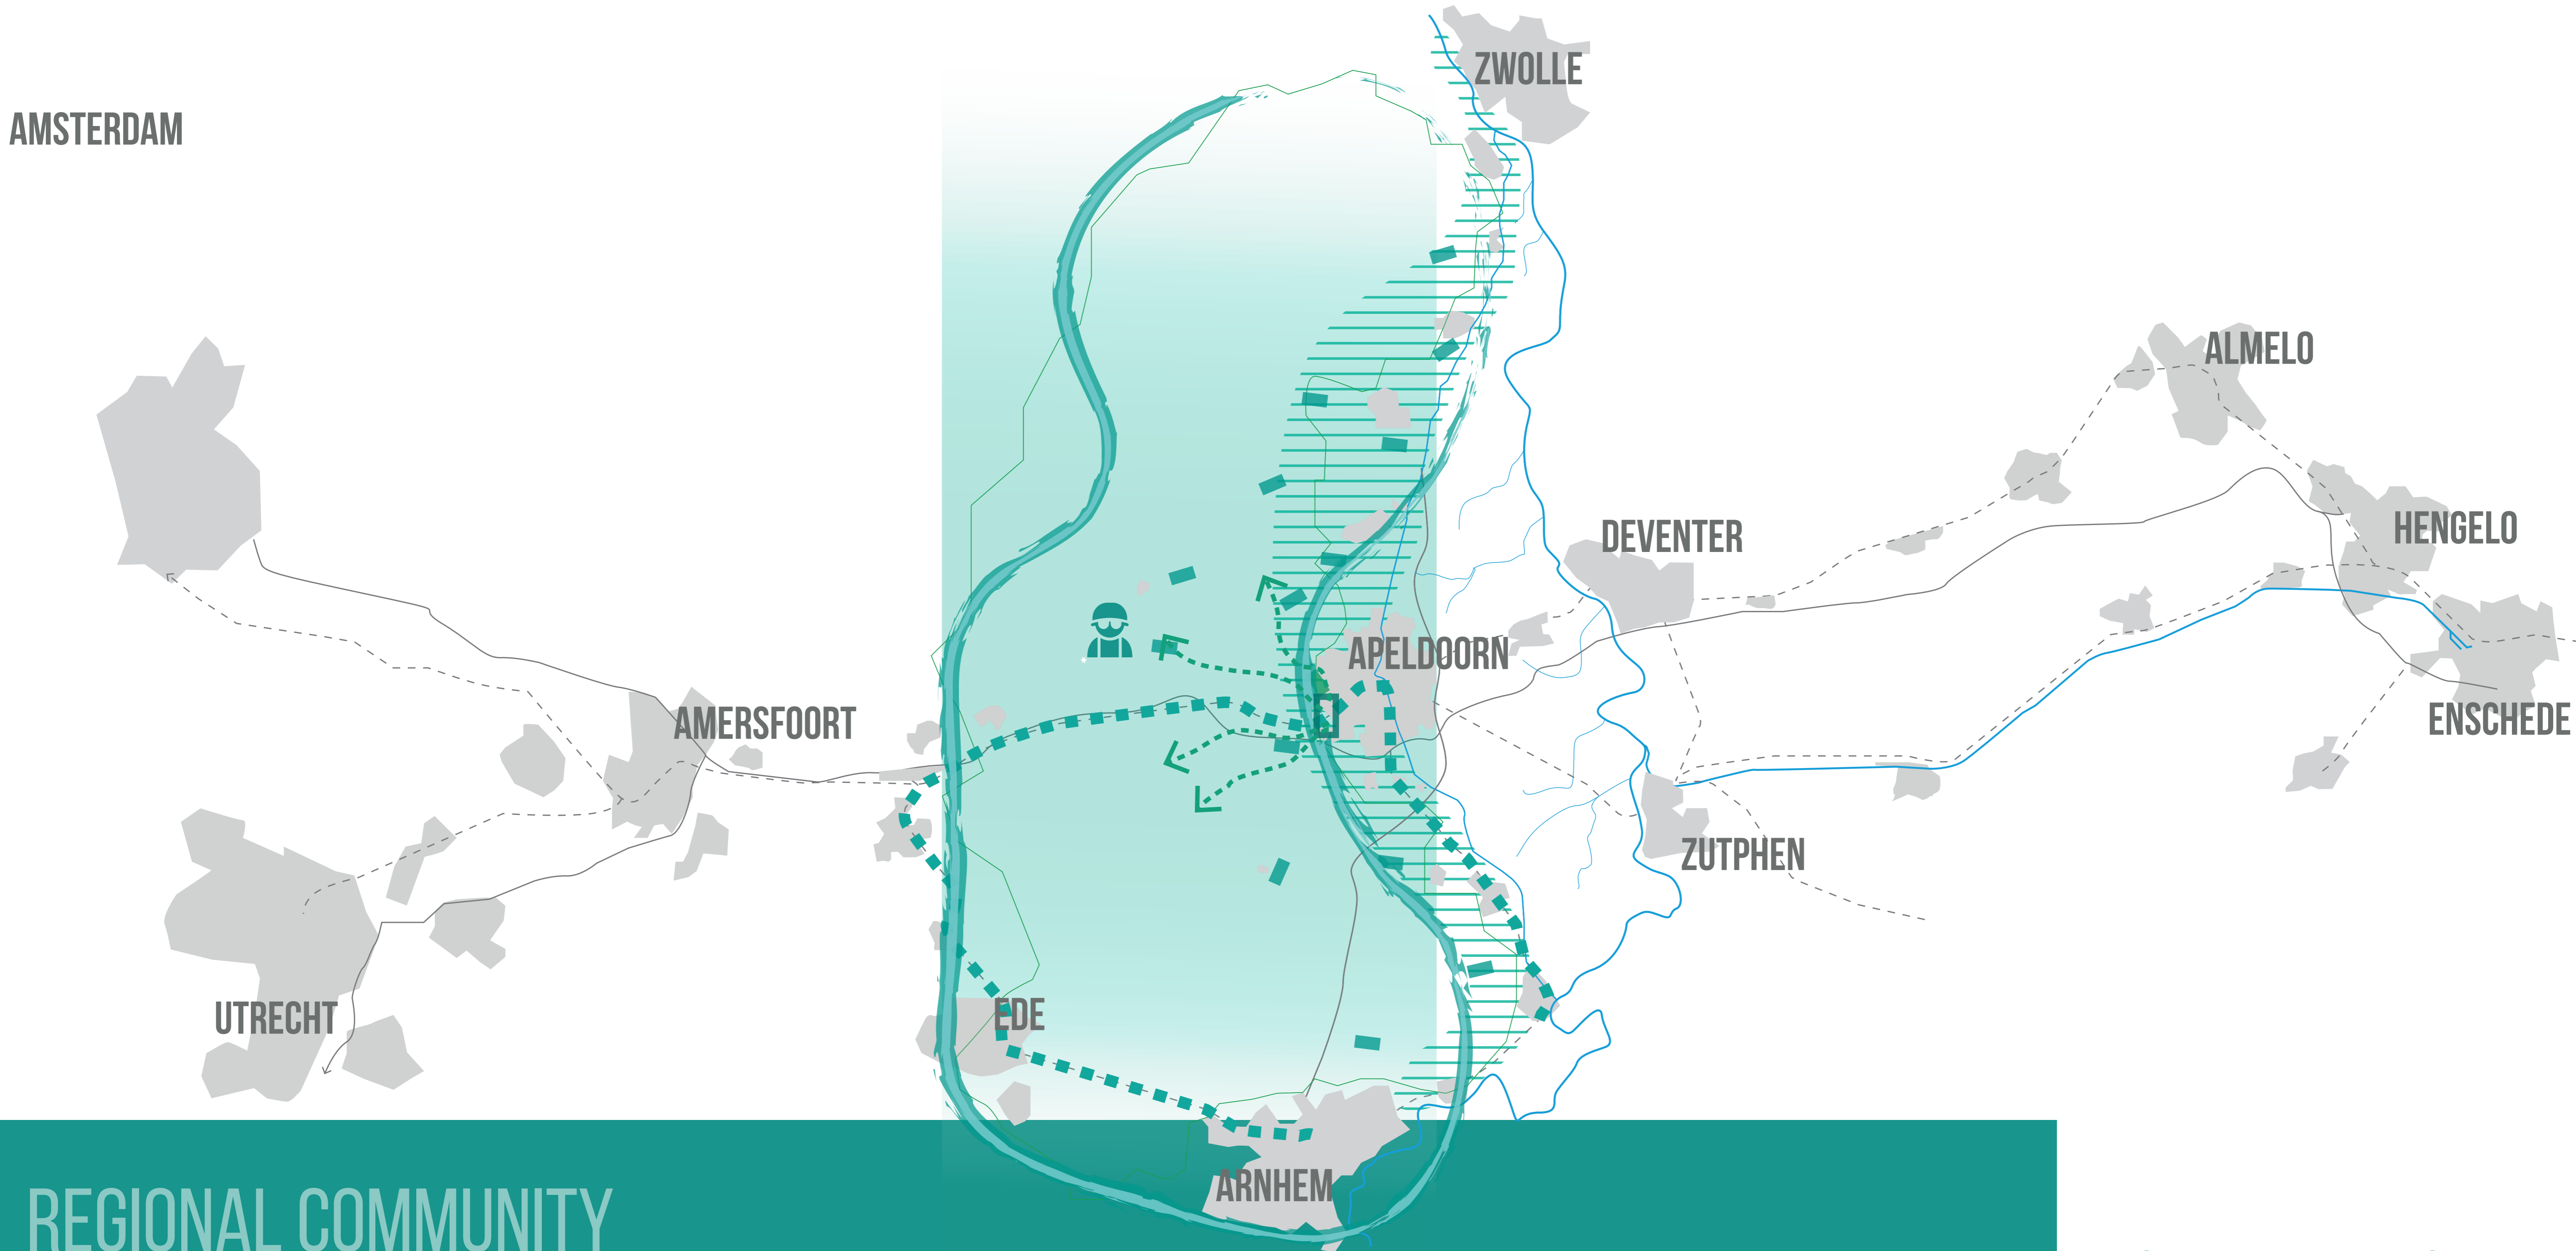 ZWOLLE
AMSTERDAM
ALMELO
DEVENTER
HENGELO
APELDOORN
AMERSFOORT
ENSCHEDE
ZUTPHEN
EDE
UTRECHT
ARNHEM
REGIONAL COMMUNITY